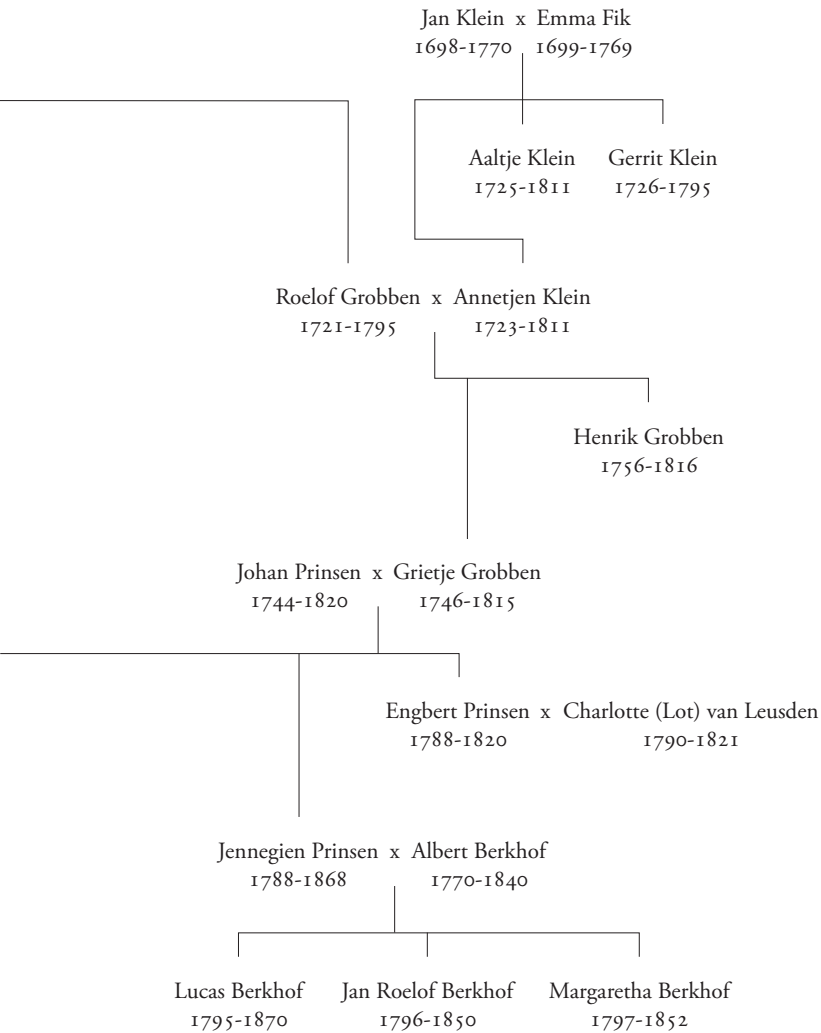 Jan Klein x Emma Fik
1698-1770 1699-1769
Aaltje Klein Gerrit Klein
1725-1811 1726-1795
Roelof Grobben x Annetjen Klein
1721-1795 1723-1811
Henrik Grobben
1756-1816
Johan Prinsen x Grietje Grobben
1744-1820 1746-1815
Engbert Prinsen x Charlotte (Lot) van Leusden
1788-1820 1790-1821
Jennegien Prinsen x Albert Berkhof
1788-1868 1770-1840
Lucas Berkhof Jan Roelof Berkhof Margaretha Berkhof
1795-1870 1796-1850 1797-1852